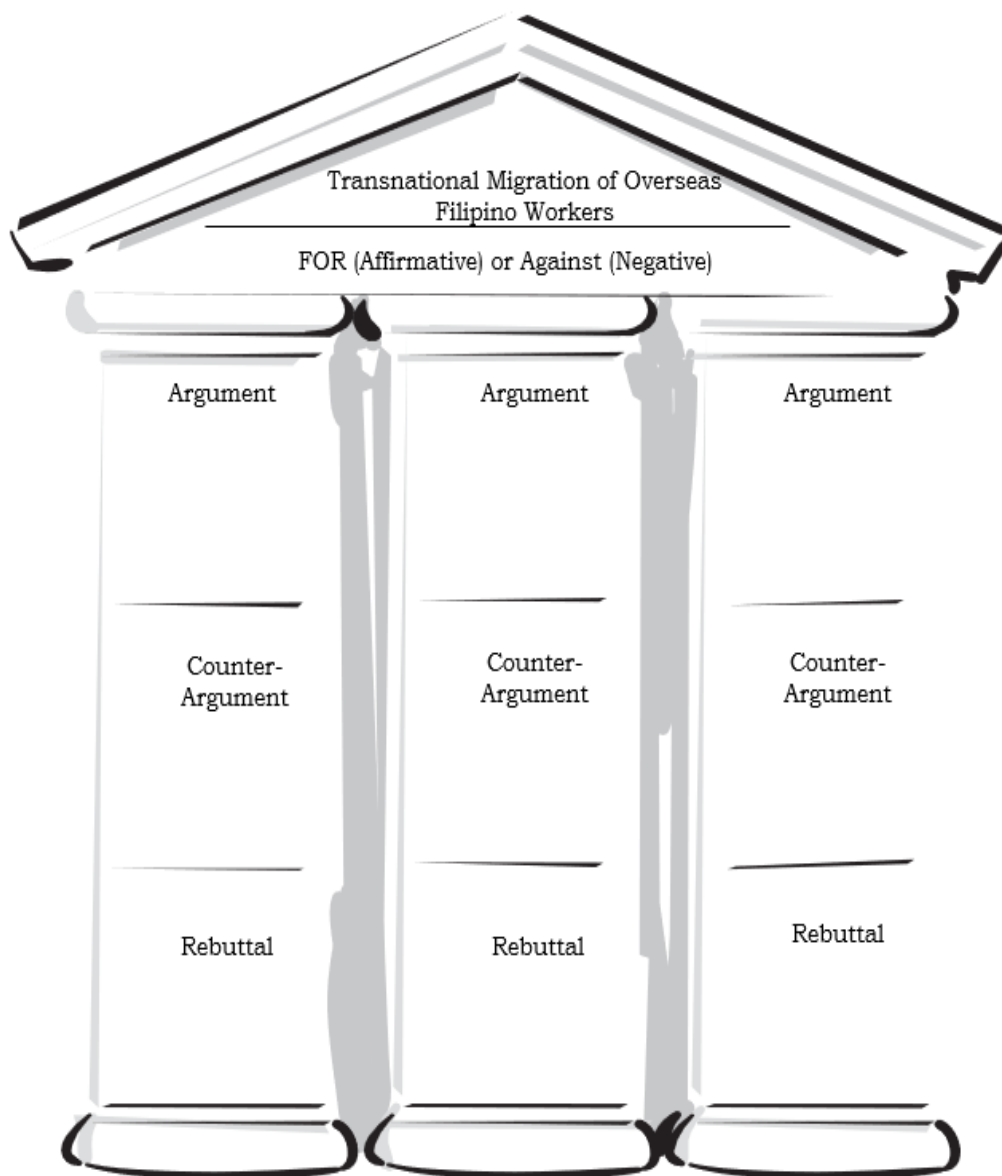 Transnational Migration of Overseas
Filipino Workers
FOR (Affirmative) or Against (Negative)
Argument
Argument
Argument
Counter-
Argument
Counter-
Argument
Counter-
Argument
Rebuttal
Rebuttal
Rebuttal